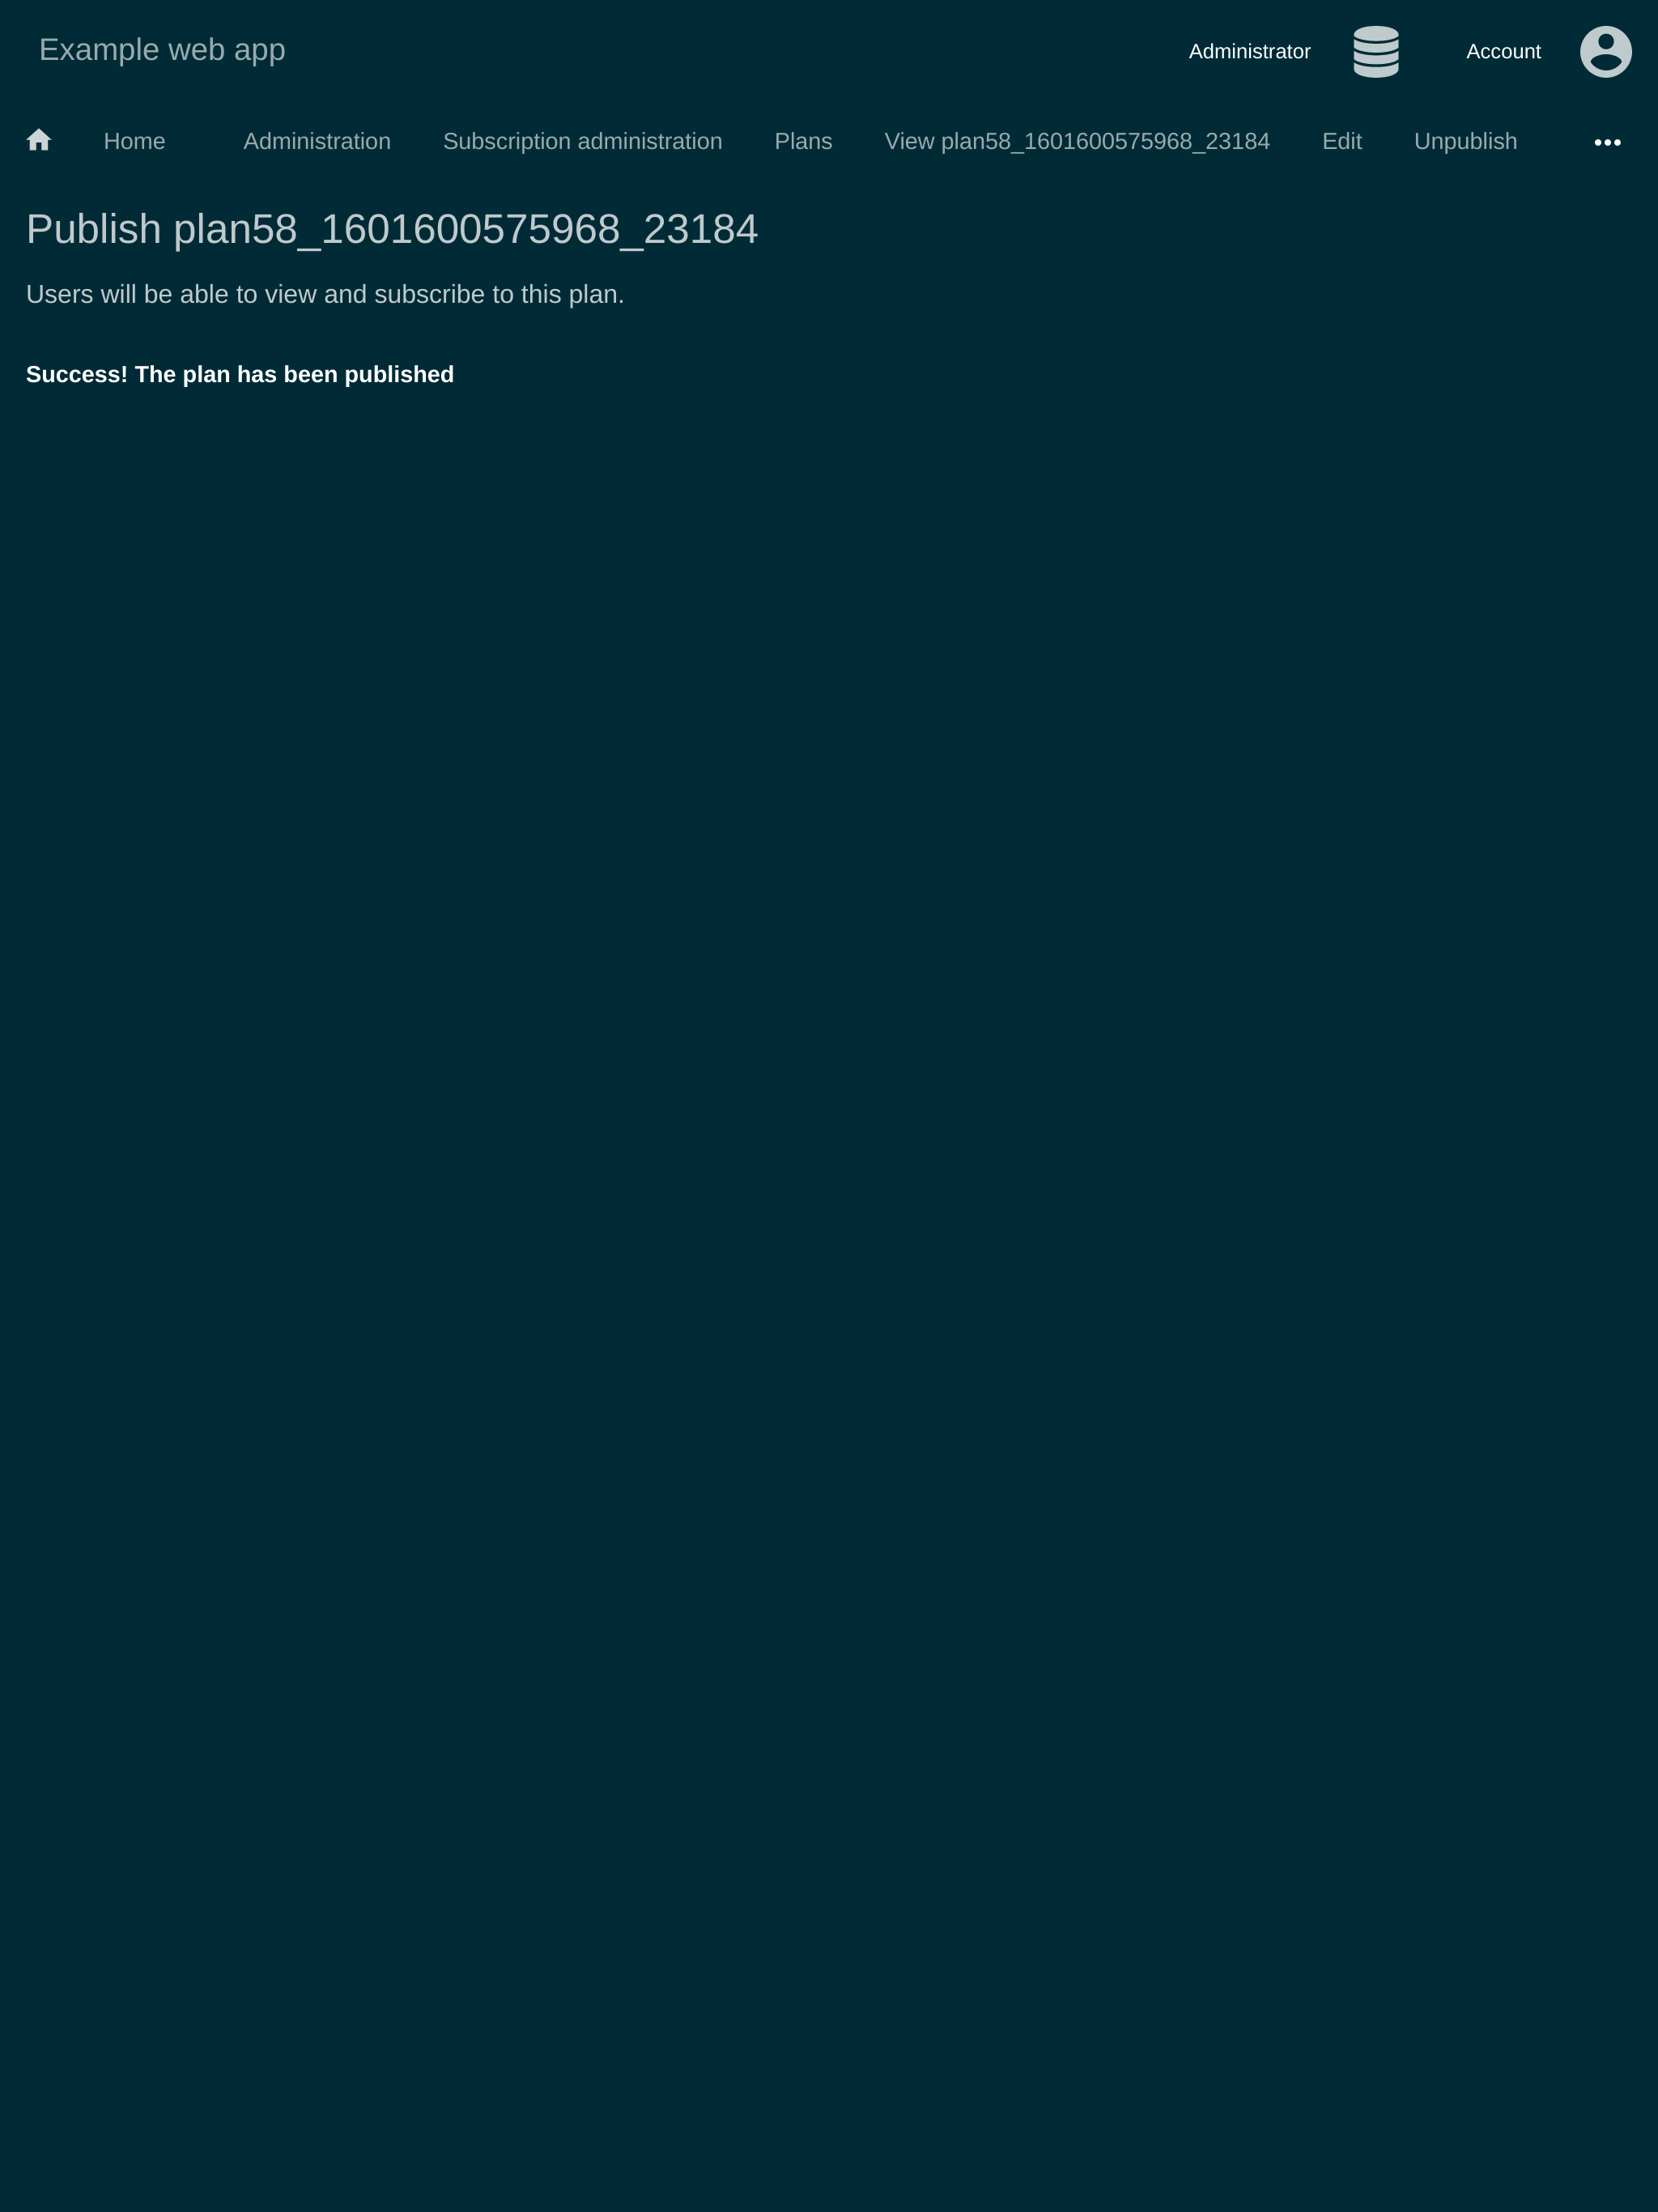 Example web app
Administrator
Account
Home
Administration
Subscription administration
Plans
View plan58_1601600575968_23184
Edit
Unpublish
Publish plan58_1601600575968_23184
Users will be able to view and subscribe to this plan.
Success! The plan has been published